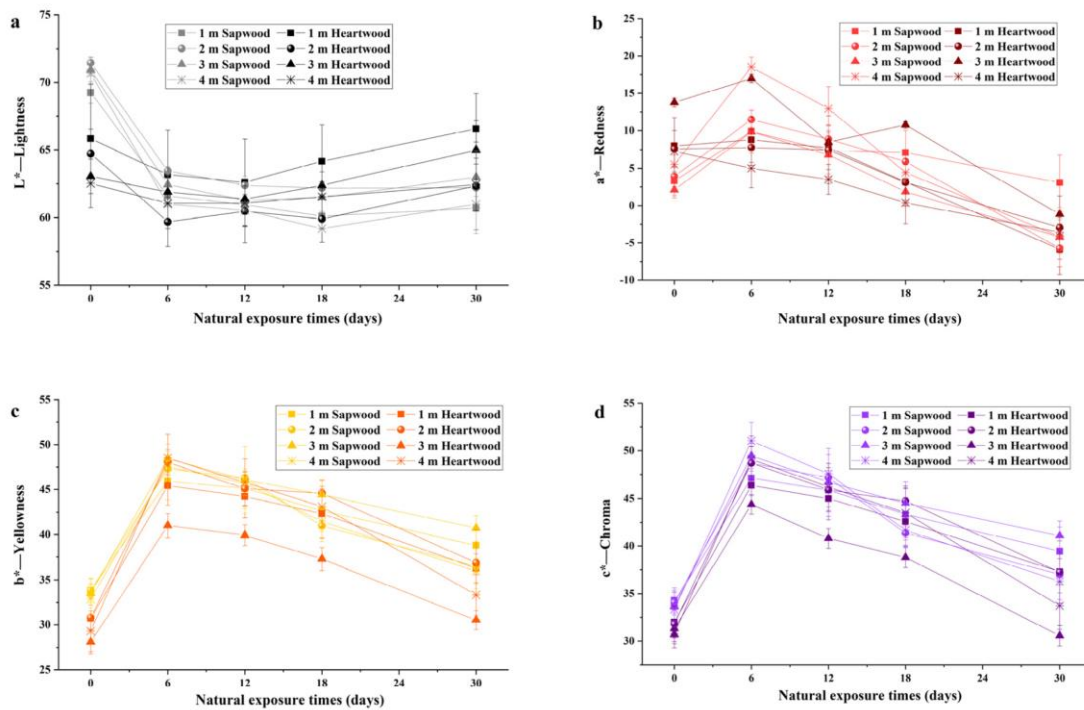 a
75
70
65
60
55
L*—Lightness
1 m Sapwood 1 m Heartwood
2 m Sapwood 2 m Heartwood
3 m Sapwood 3 m Heartwood
4 m Sapwood 4 m Heartwood
0 6 12 18 24 30
Natural exposure times (days)
b
25
20
15
10
5
0
-5
-10
a*—Redness
1 m Sapwood 1 m Heartwood
2 m Sapwood 2 m Heartwood
3 m Sapwood 3 m Heartwood
4 m Sapwood 4 m Heartwood
0 6 12 18 24 30
Natural exposure times (days)
c
55
50
45
40
35
30
25
b*—Yellowness
1 m Sapwood 1 m Heartwood
2 m Sapwood 2 m Heartwood
3 m Sapwood 3 m Heartwood
4 m Sapwood 4 m Heartwood
0 6 12 18 24 30
Natural exposure times (days)
d
55
50
45
40
35
30
c*—Chroma
1 m Sapwood 1 m Heartwood
2 m Sapwood 2 m Heartwood
3 m Sapwood 3 m Heartwood
4 m Sapwood 4 m Heartwood
0 6 12 18 24 30
Natural exposure times (days)